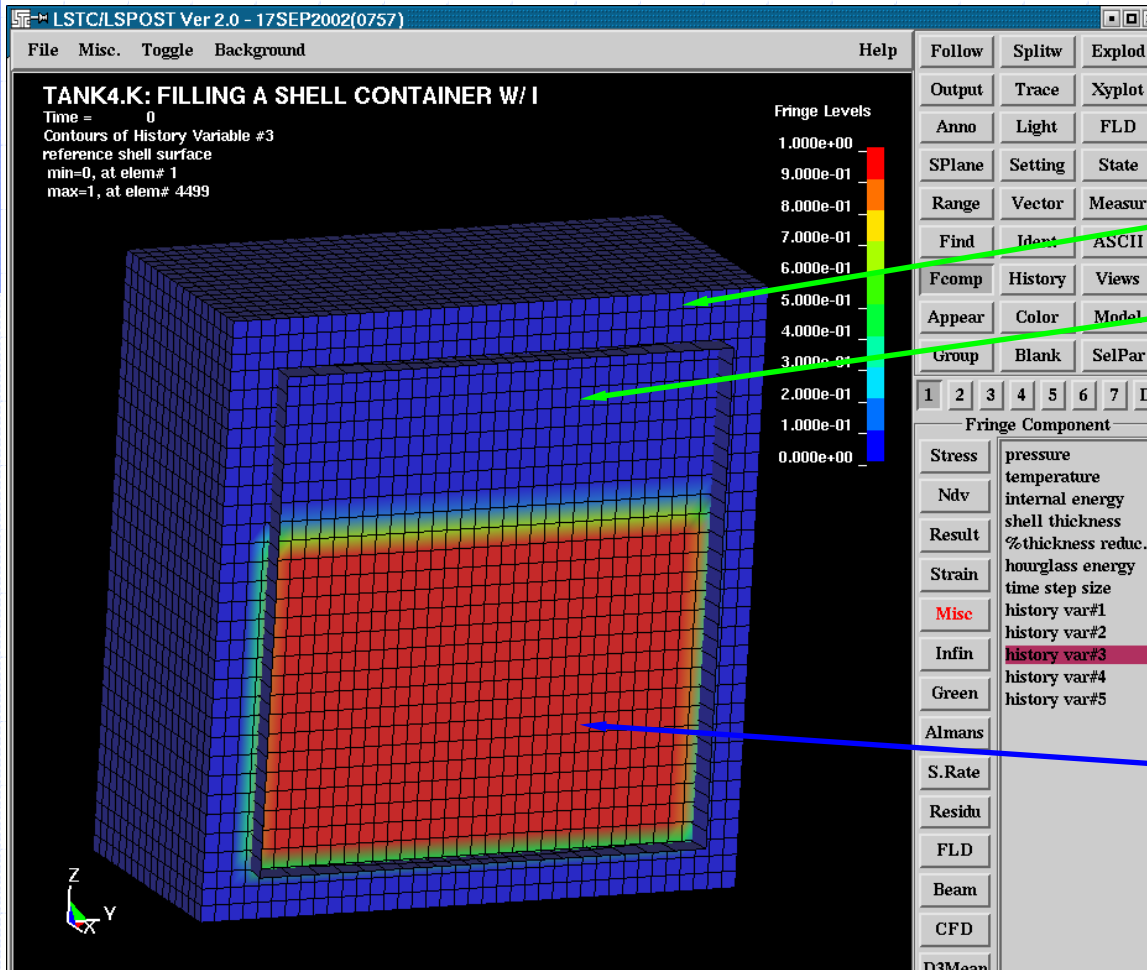 LSTC/LSPOST Ver 2.0 - 17SEP2002(0757)
File Misc. Toggle Background Help
TANK4.K: FILLING A SHELL CONTAINER W/ I
Time = 0
Contours of History Variable #3
reference shell surface
min=0, at elem# 1
max=1, at elem# 4499
Fringe Levels
1.000e+00
9.000e-01
8.000e-01
7.000e-01
6.000e-01
5.000e-01
4.000e-01
3.000e-01
2.000e-01
1.000e-01
0.000e+00
Z
Y
X
Follow Splitw Explod
Output Trace Xyplot
Anno Light FLD
SPlane Setting State
Range Vector Measur
Find Ident ASCII
Fcomp History Views
Appear Color Model
Group Blank SelPar
1 2 3 4 5 6 7 D
Fringe Component
Stress
Ndv
Result
Strain
Misc
Infin
Green
Almans
S.Rate
Residu
FLD
Beam
CFD
D3Mean
pressure
temperature
internal energy
shell thickness
%thickness reduc.
hourglass energy
time step size
history var#1
history var#2
history var#3
history var#4
history var#5